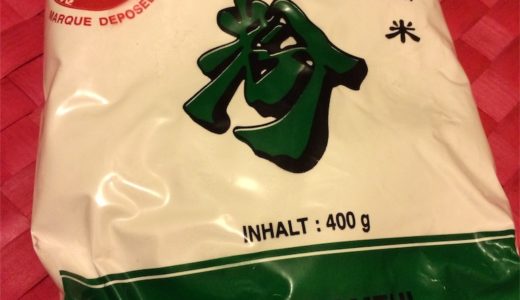 MARQUE DEPOSEE
米
粉
INHALT : 400 g